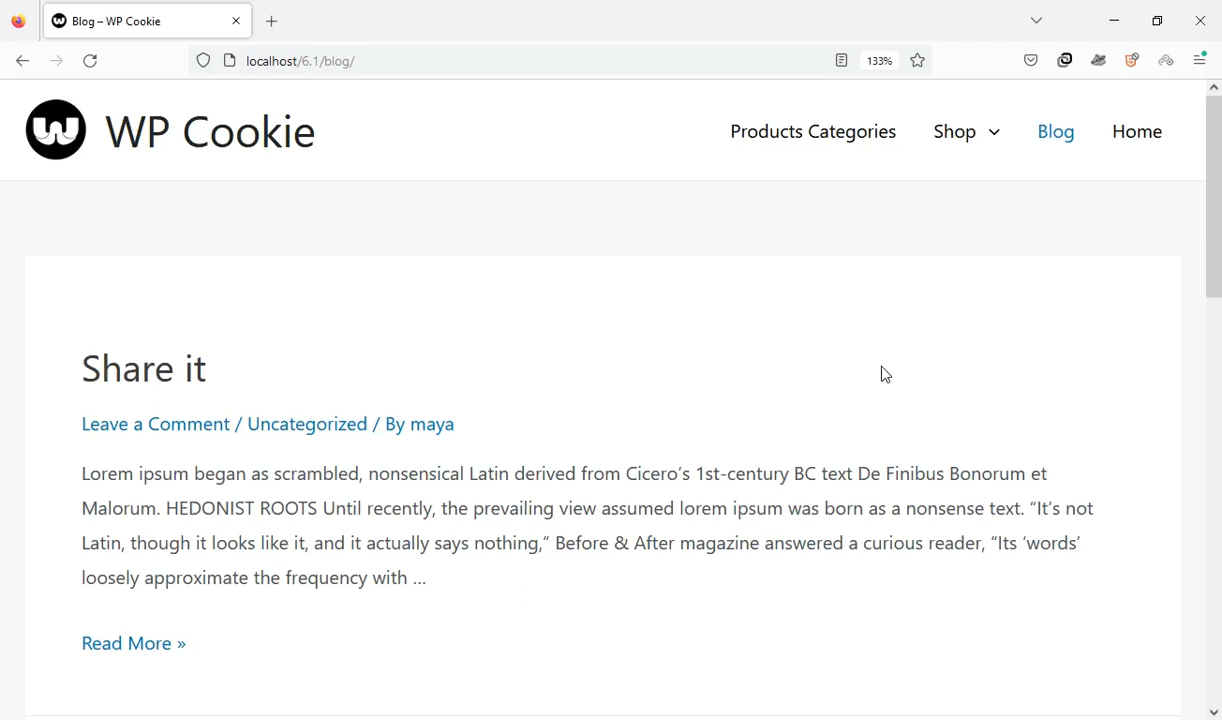 Blog – WP Cookie
localhost/6.1/blog/
133%
WP Cookie
Products Categories
Shop
Blog
Home
Share it
Leave a Comment / Uncategorized / By maya
Lorem ipsum began as scrambled, nonsensical Latin derived from Cicero’s 1st-century BC text De Finibus Bonorum et
Malorum. HEDONIST ROOTS Until recently, the prevailing view assumed lorem ipsum was born as a nonsense text. “It’s not
Latin, though it looks like it, and it actually says nothing,” Before & After magazine answered a curious reader, “Its ‘words’
loosely approximate the frequency with …
Read More »